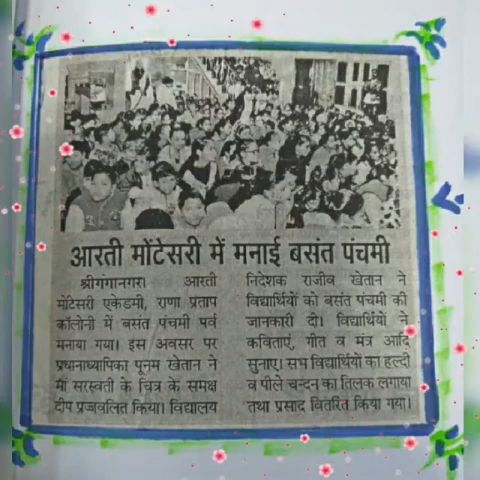 आरती मोंटेसरी में मनाई बसंत पंचमी
श्रीगंगानगर। आरती
मोंटेसरी एकेडमी, राणा प्रताप
कॉलोनी में बसंत पंचमी पर्व
मनाया गया। इस अवसर पर
प्रधानाध्यापिका पूनम खेतान ने
माँ सरस्वती के चित्र के समक्ष
दीप प्रज्जवलित किया। विद्यालय
निदेशक राजीव खेतान ने
विद्यार्थियों को बसंत पंचमी की
जानकारी दी। विद्यार्थियों ने
कविताएं, गीत व मंत्र आदि
सुनाए। सभ विद्यार्थियों का हल्दी
व पीले चन्दन का तिलक लगाया
तथा प्रसाद वितरित किया गया।